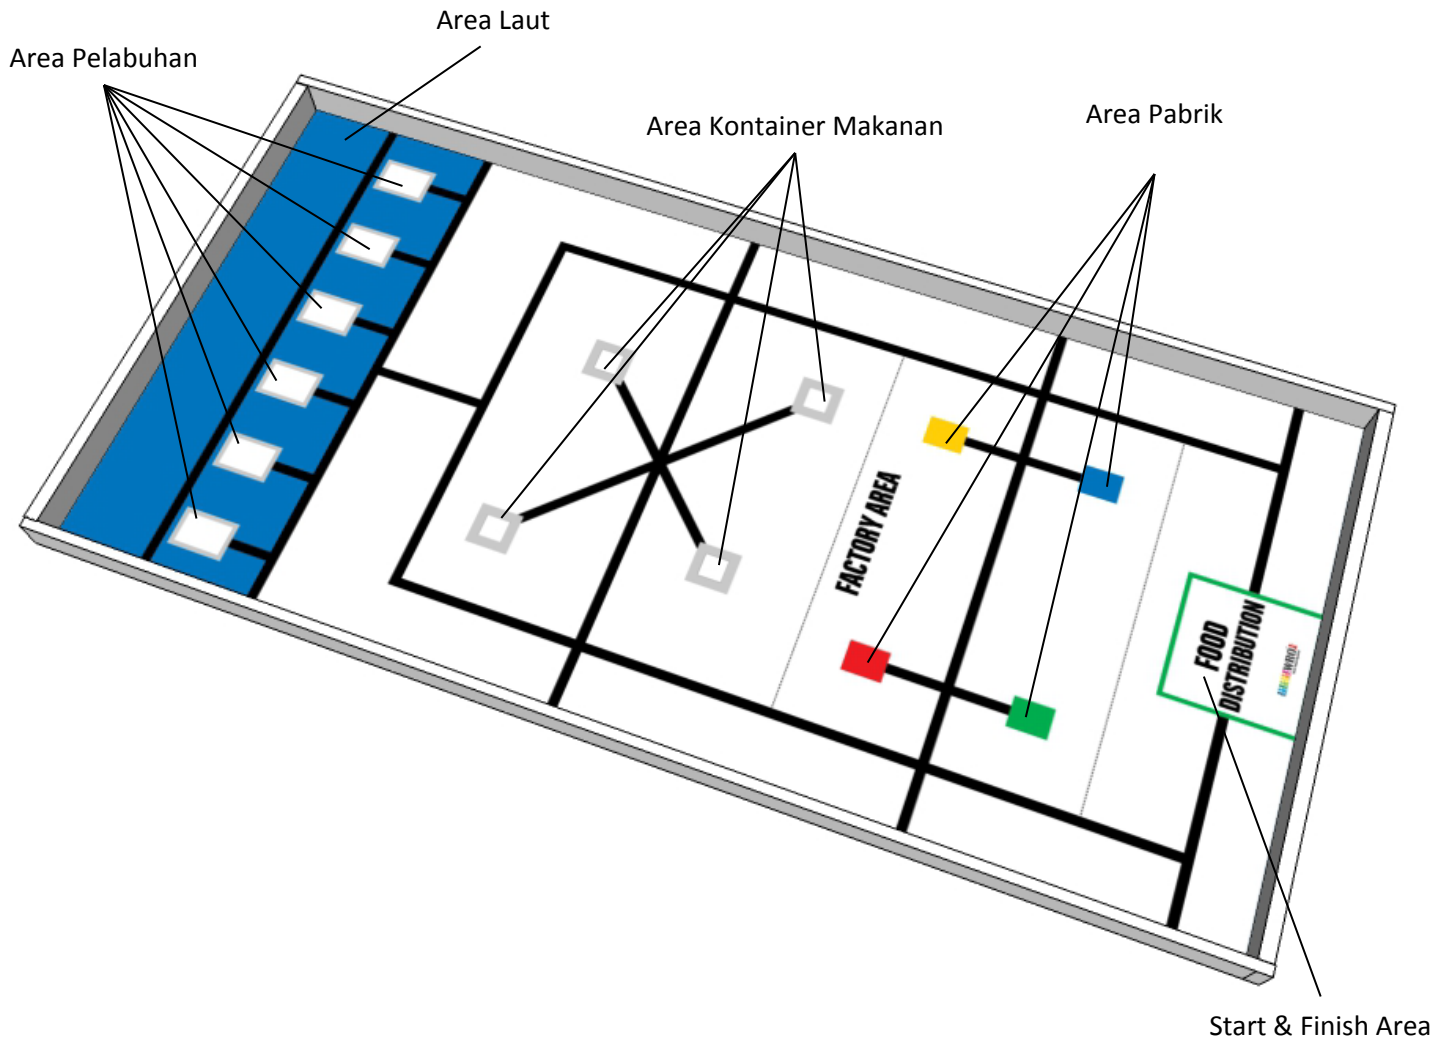 Area Laut
Area Pelabuhan
Area Kontainer Makanan
Area Pabrik
FACTORY AREA
FOOD
DISTRIBUTION
Start & Finish Area